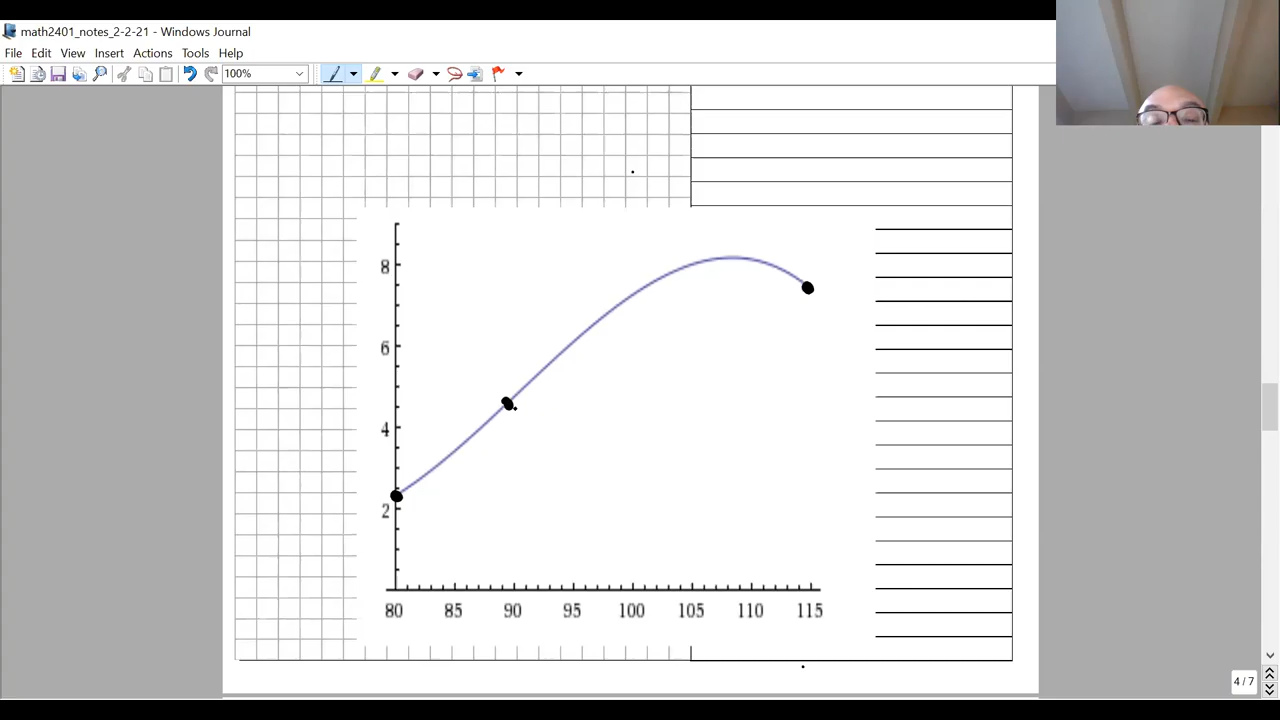 math2401_notes_2-2-21 - Windows Journal
File Edit View Insert Actions Tools Help
100%
8
6
4
2
80 85 90 95 100 105 110 115
4 / 7